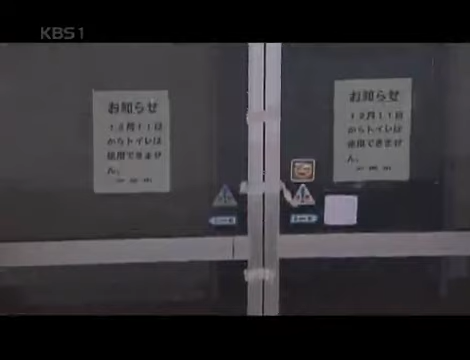 KBS1
お知らせ
12月11日
からトイレは
使用できませ
ん。
お知らせ
12月11日
からトイレは
使用できませ
ん。